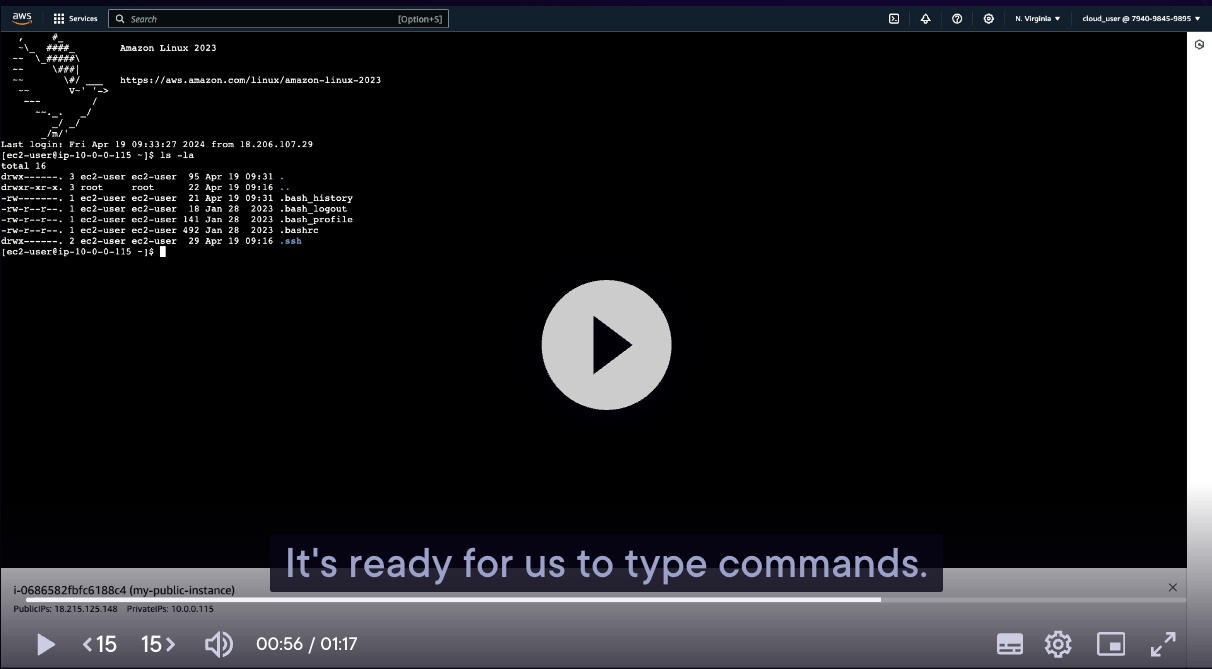 aws Services Search [Option+S] N. Virginia cloud_user @ 7940-9845-9895
   ,     #_
   ~\_  ####_        Amazon Linux 2023
  ~~  \_#####\
  ~~     \###|
  ~~       \#/ ___   https://aws.amazon.com/linux/amazon-linux-2023
   ~~       V~' '->
    ~~~         /
      ~~._.   _/
         _/ _/
       _/m/'
Last login: Fri Apr 19 09:33:27 2024 from 18.206.107.29
[ec2-user@ip-10-0-0-115 ~]$ ls -la
total 16
drwx------. 3 ec2-user ec2-user  95 Apr 19 09:31 .
drwxr-xr-x. 3 root     root      22 Apr 19 09:16 ..
-rw-------. 1 ec2-user ec2-user  21 Apr 19 09:31 .bash_history
-rw-r--r--. 1 ec2-user ec2-user  18 Jan 28  2023 .bash_logout
-rw-r--r--. 1 ec2-user ec2-user 141 Jan 28  2023 .bash_profile
-rw-r--r--. 1 ec2-user ec2-user 492 Jan 28  2023 .bashrc
drwx------. 2 ec2-user ec2-user  29 Apr 19 09:16 .ssh
[ec2-user@ip-10-0-0-115 ~]$
It's ready for us to type commands.
i-0686582fbfc6188c4 (my-public-instance)
PublicIPs: 18.215.125.148 PrivateIPs: 10.0.0.115
<15 15> 00:56 / 01:17